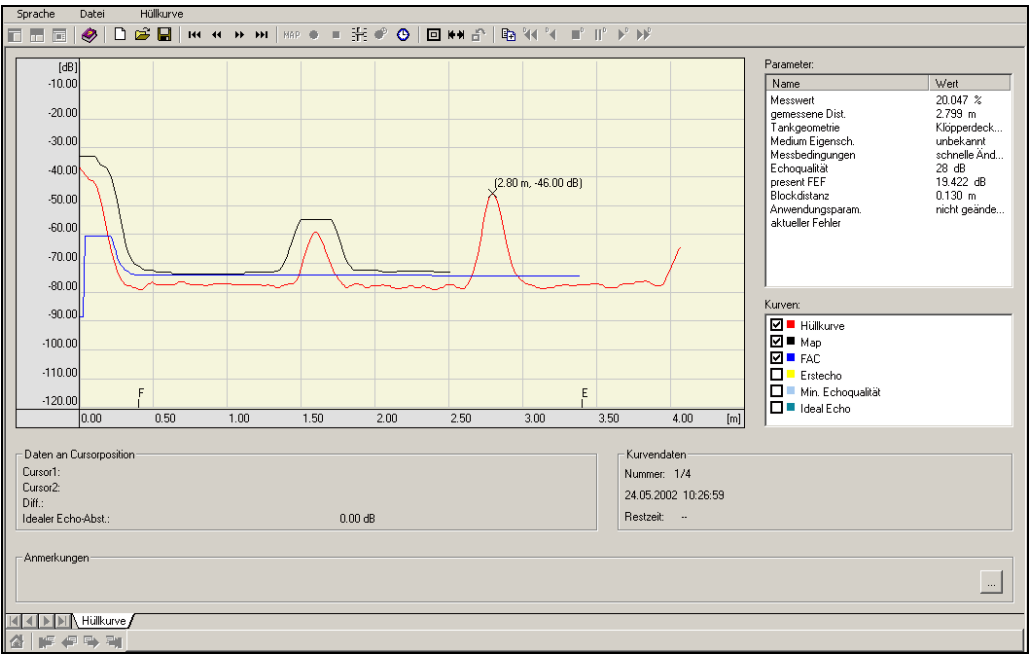 Sprache Datei Hüllkurve
MAP
[dB]
-10.00
-20.00
-30.00
-40.00
-50.00
-60.00
-70.00
-80.00
-90.00
-100.00
-110.00
-120.00
(2.80 m, -46.00 dB)
F E
0.00 0.50 1.00 1.50 2.00 2.50 3.00 3.50 4.00 [m]
Parameter:
Name Wert
Messwert 20.047 %
gemessene Dist. 2.799 m
Tankgeometrie Klöpperdeck...
Medium Eigensch. unbekannt
Messbedingungen schnelle Änd...
Echoqualität 28 dB
present FEF 19.422 dB
Blockdistanz 0.130 m
Anwendungsparam. nicht geände...
aktueller Fehler
Kurven:
Hüllkurve
Map
FAC
Erstecho
Min. Echoqualität
Ideal Echo
Daten an Cursorposition
Cursor1:
Cursor2:
Diff.:
Idealer Echo-Abst.: 0.00 dB
Kurvendaten
Nummer: 1/4
24.05.2002 10:26:59
Restzeit: --
Anmerkungen
...
Hüllkurve